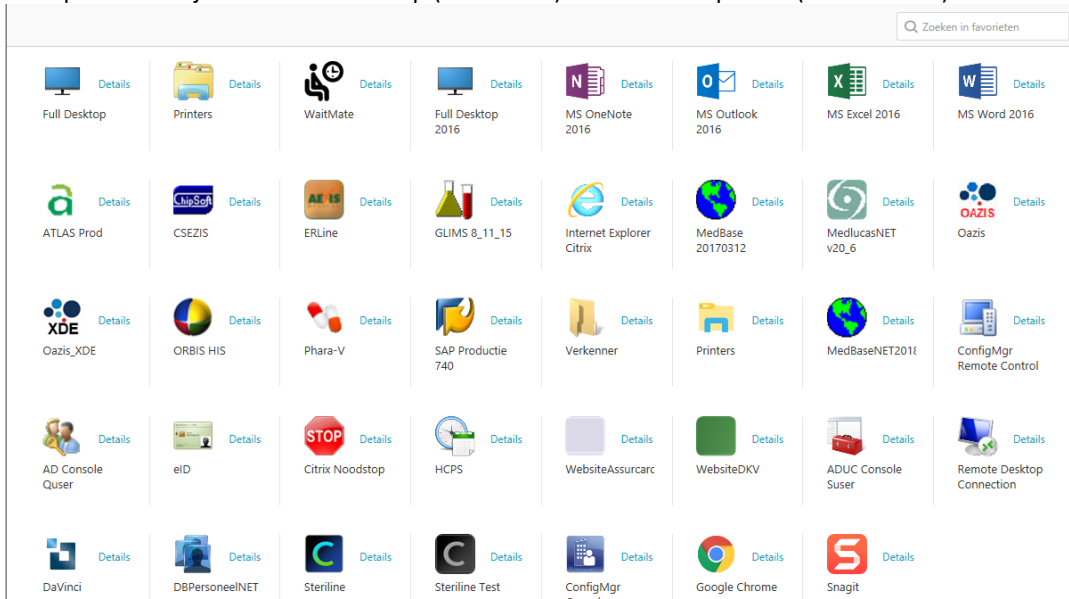 Zoeken in favorieten
Details Details Details Details Details Details Details Details
Full Desktop Printers WaitMate Full Desktop 2016 MS OneNote 2016 MS Outlook 2016 MS Excel 2016 MS Word 2016
ChipSoft OAZIS
Details Details Details Details Details Details Details Details
ATLAS Prod CSEZIS ERLine GLIMS 8_11_15 Internet Explorer Citrix MedBase 20170312 MedlucasNET v20_6 Oazis
XDE
Details Details Details Details Details Details Details Details
Oazis_XDE ORBIS HIS Phara-V SAP Productie 740 Verkenner Printers MedBaseNET2018 ConfigMgr Remote Control
STOP
Details Details Details Details Details Details Details Details
AD Console Quser eID Citrix Noodstop HCPS WebsiteAssurcarc WebsiteDKV ADUC Console Suser Remote Desktop Connection
Details Details Details Details Details Details Details
DaVinci DBPersoneelNET Steriline Steriline Test ConfigMgr Google Chrome Snagit